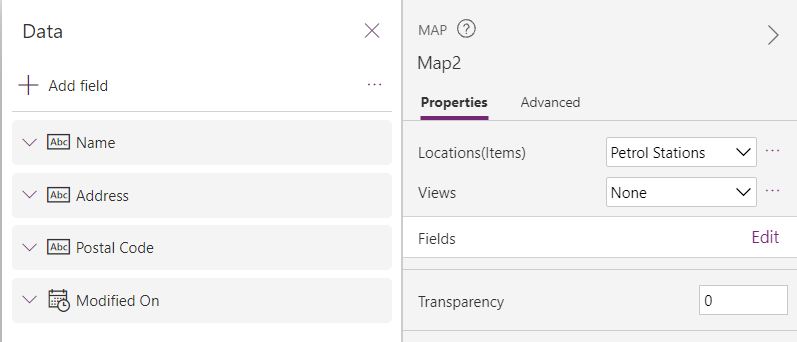 Data
Add field
Abc Name
Abc Address
Abc Postal Code
Modified On
MAP ?
Map2
Properties Advanced
Locations(Items) Petrol Stations
Views None
Fields Edit
Transparency 0